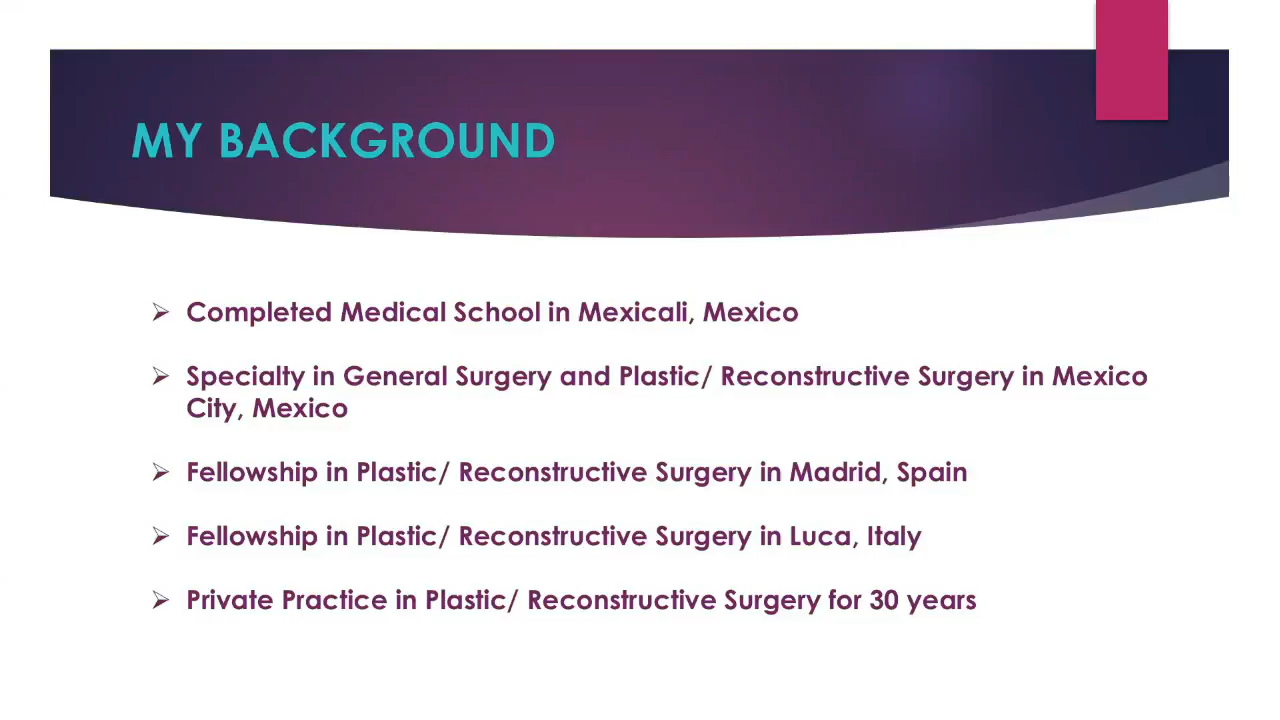 MY BACKGROUND
Completed Medical School in Mexicali, Mexico
Specialty in General Surgery and Plastic/ Reconstructive Surgery in Mexico
City, Mexico
Fellowship in Plastic/ Reconstructive Surgery in Madrid, Spain
Fellowship in Plastic/ Reconstructive Surgery in Luca, Italy
Private Practice in Plastic/ Reconstructive Surgery for 30 years